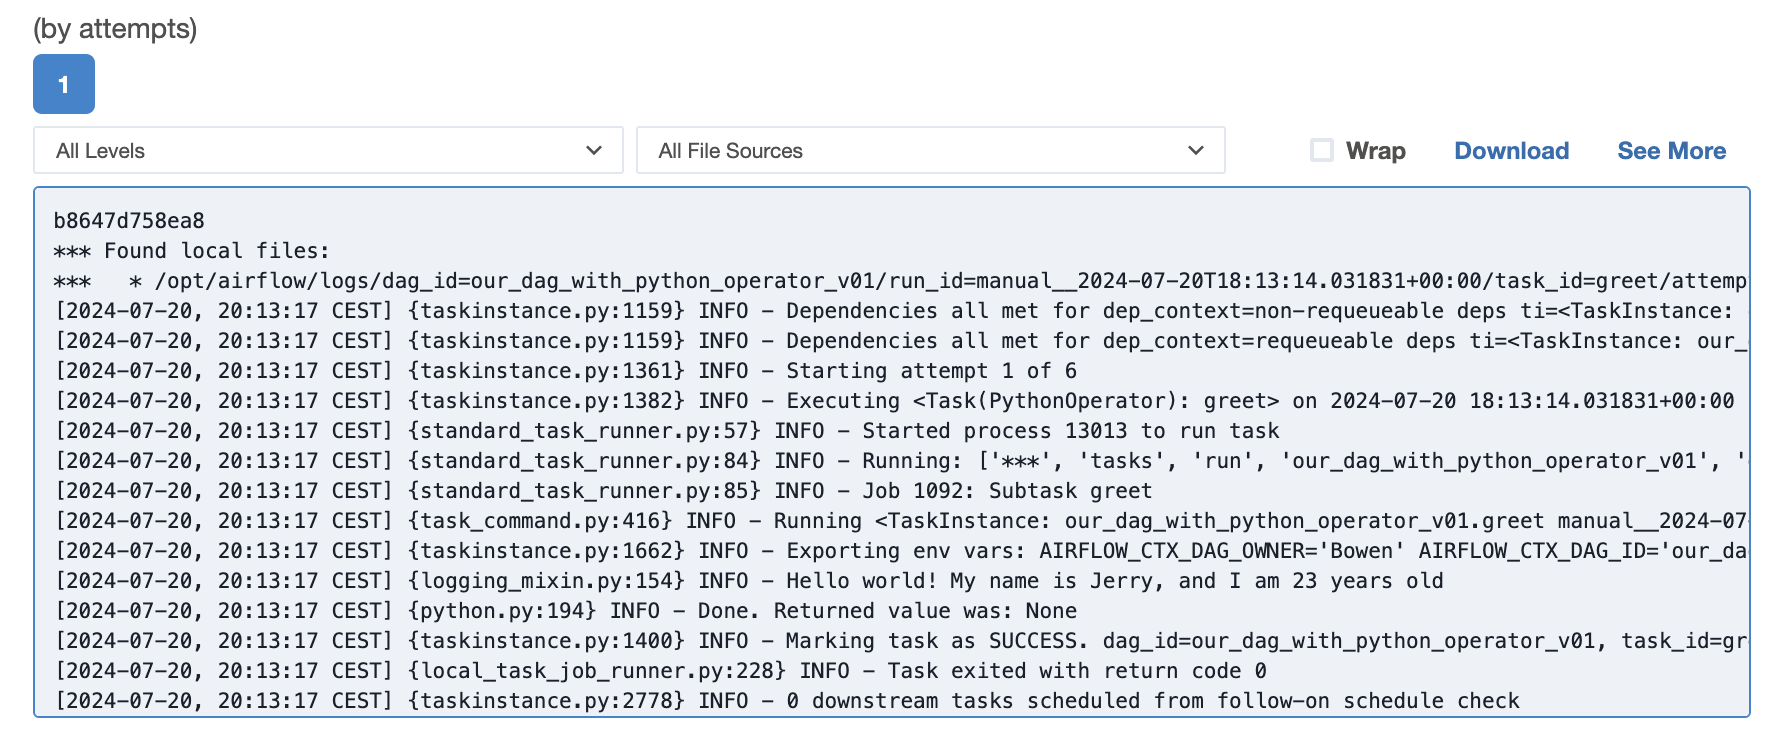 (by attempts)
1
All Levels
All File Sources
Wrap
Download
See More
b8647d758ea8
*** Found local files:
***   * /opt/airflow/logs/dag_id=our_dag_with_python_operator_v01/run_id=manual__2024-07-20T18:13:14.031831+00:00/task_id=greet/attemp
[2024-07-20, 20:13:17 CEST] {taskinstance.py:1159} INFO - Dependencies all met for dep_context=non-requeueable deps ti=<TaskInstance:
[2024-07-20, 20:13:17 CEST] {taskinstance.py:1159} INFO - Dependencies all met for dep_context=requeueable deps ti=<TaskInstance: our_
[2024-07-20, 20:13:17 CEST] {taskinstance.py:1361} INFO - Starting attempt 1 of 6
[2024-07-20, 20:13:17 CEST] {taskinstance.py:1382} INFO - Executing <Task(PythonOperator): greet> on 2024-07-20 18:13:14.031831+00:00
[2024-07-20, 20:13:17 CEST] {standard_task_runner.py:57} INFO - Started process 13013 to run task
[2024-07-20, 20:13:17 CEST] {standard_task_runner.py:84} INFO - Running: ['***', 'tasks', 'run', 'our_dag_with_python_operator_v01', '
[2024-07-20, 20:13:17 CEST] {standard_task_runner.py:85} INFO - Job 1092: Subtask greet
[2024-07-20, 20:13:17 CEST] {task_command.py:416} INFO - Running <TaskInstance: our_dag_with_python_operator_v01.greet manual__2024-07-
[2024-07-20, 20:13:17 CEST] {taskinstance.py:1662} INFO - Exporting env vars: AIRFLOW_CTX_DAG_OWNER='Bowen' AIRFLOW_CTX_DAG_ID='our_da
[2024-07-20, 20:13:17 CEST] {logging_mixin.py:154} INFO - Hello world! My name is Jerry, and I am 23 years old
[2024-07-20, 20:13:17 CEST] {python.py:194} INFO - Done. Returned value was: None
[2024-07-20, 20:13:17 CEST] {taskinstance.py:1400} INFO - Marking task as SUCCESS. dag_id=our_dag_with_python_operator_v01, task_id=gr
[2024-07-20, 20:13:17 CEST] {local_task_job_runner.py:228} INFO - Task exited with return code 0
[2024-07-20, 20:13:17 CEST] {taskinstance.py:2778} INFO - 0 downstream tasks scheduled from follow-on schedule check